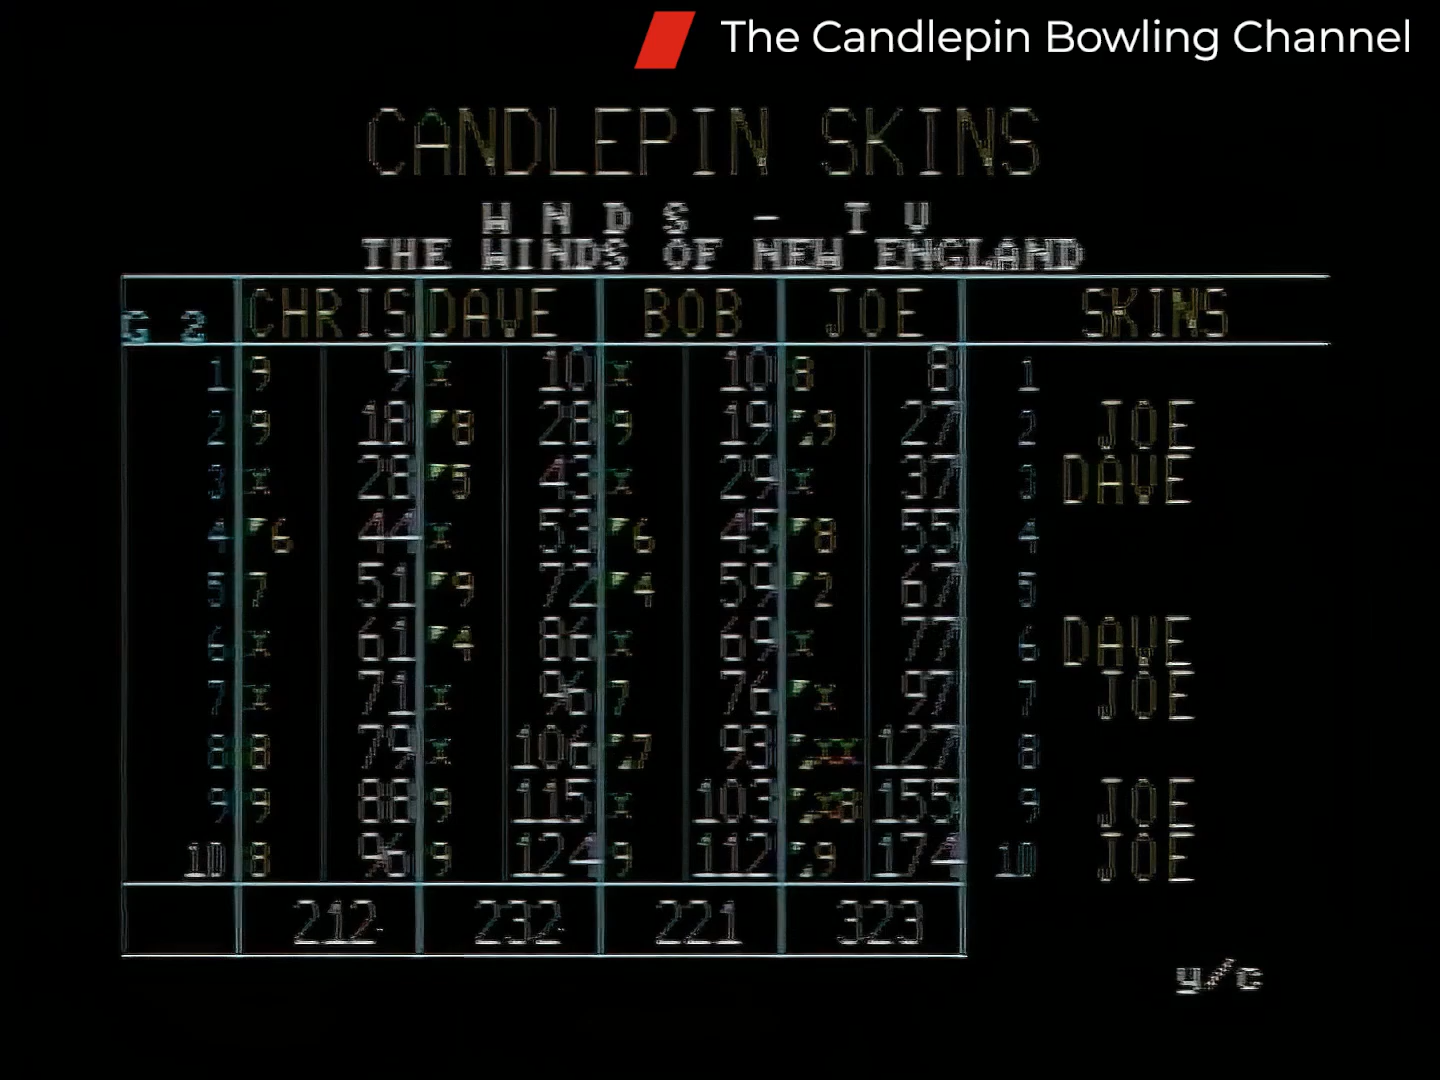 The Candlepin Bowling Channel
CANDLEPIN SKINS
W N D S - T V
THE WINDS OF NEW ENGLAND
G 2 CHRIS DAVE BOB JOE SKINS
1 9 9 X 10 X 10 8 8 1
2 9 18 8 28 9 19 9 27 2 JOE
3 X 28 5 43 X 29 X 37 3 DAVE
4 6 44 X 53 6 45 8 55 4
5 7 51 9 72 4 59 2 67 5
6 X 61 4 86 X 69 X 77 6 DAVE
7 X 71 X 96 7 76 X 97 7 JOE
8 8 79 X 106 7 93 XX 127 8
9 9 88 9 115 X 103 X8 155 9 JOE
10 8 96 9 124 9 112 9 174 10 JOE
212 232 221 323
y/c